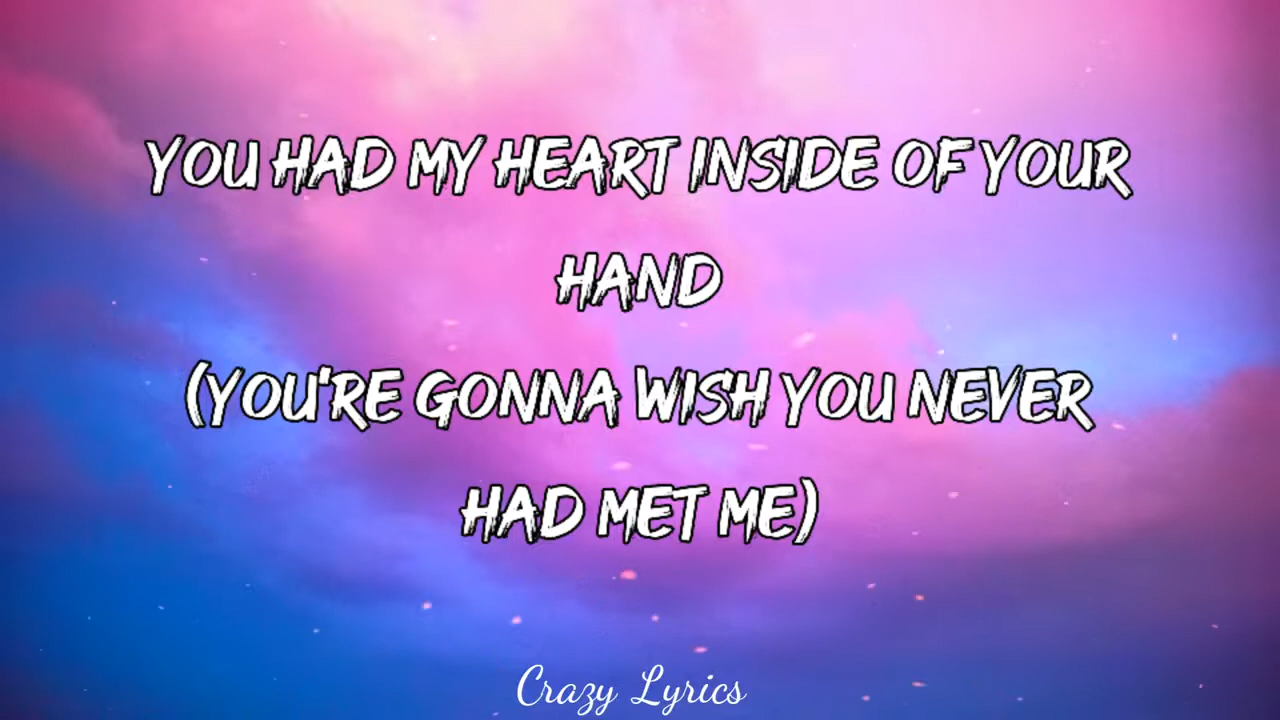 YOU HAD MY HEART INSIDE OF YOUR
HAND
(YOU'RE GONNA WISH YOU NEVER
HAD MET ME)
Crazy Lyrics